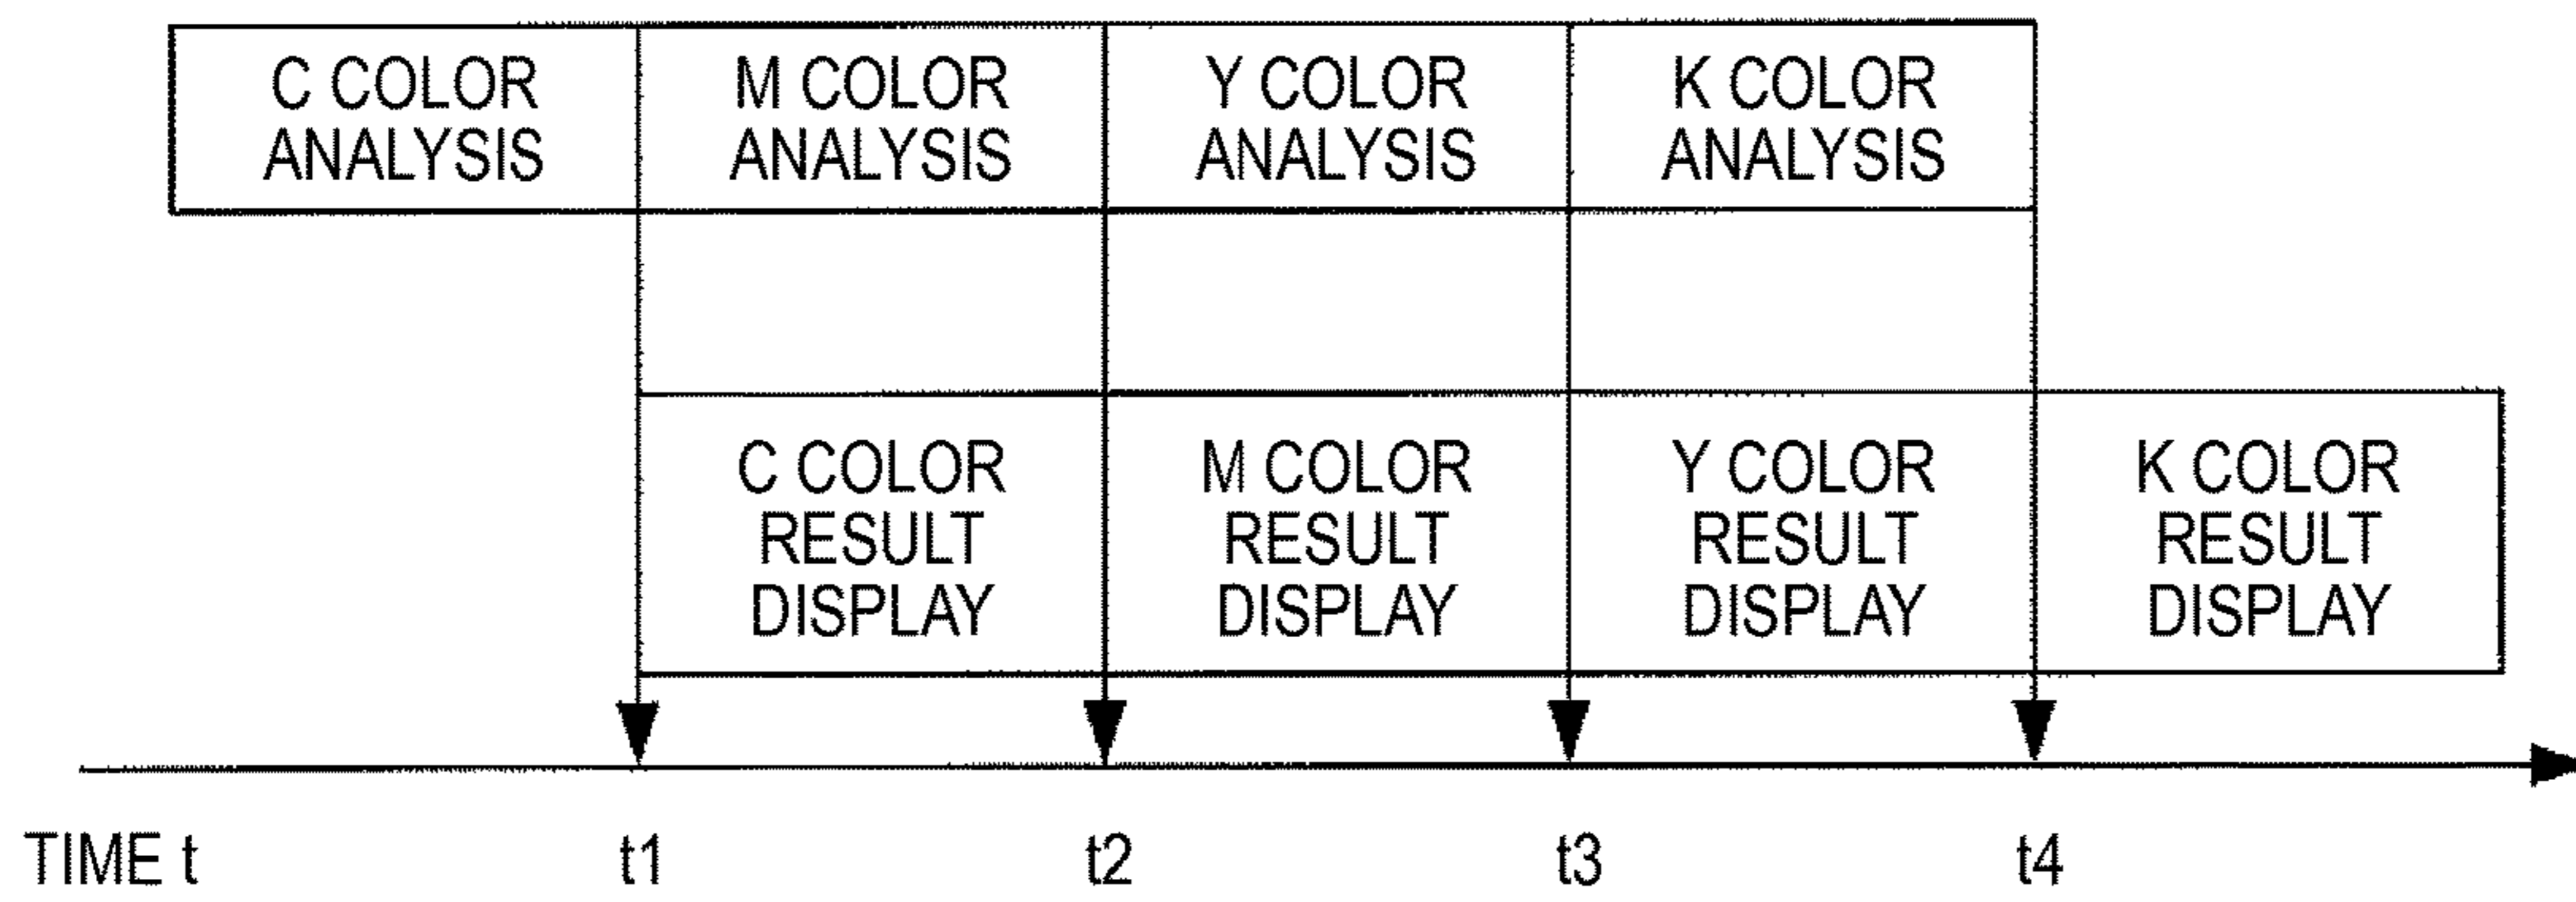 C COLOR
ANALYSIS
M COLOR
ANALYSIS
Y COLOR
ANALYSIS
K COLOR
ANALYSIS
C COLOR
RESULT
DISPLAY
M COLOR
RESULT
DISPLAY
Y COLOR
RESULT
DISPLAY
K COLOR
RESULT
DISPLAY
TIME t
t1
t2
t3
t4